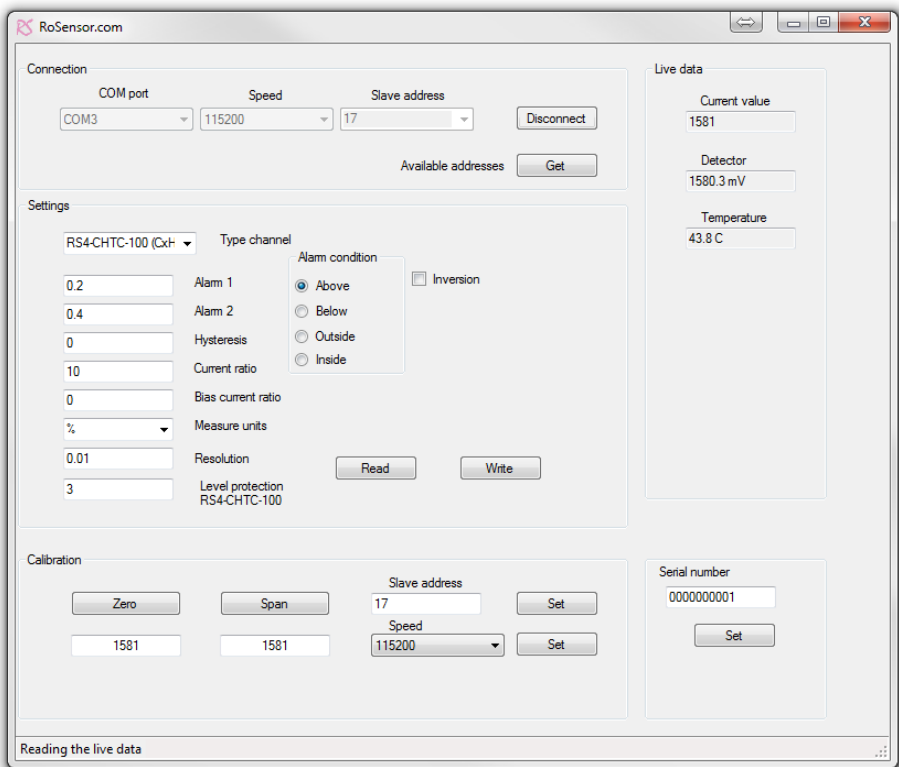 RoSensor.com
Connection
COM port Speed Slave address
COM3 115200 17 Disconnect
Available addresses Get
Live data
Current value
1581
Detector
1580.3 mV
Temperature
43.8 C
Settings
RS4-CHTC-100 (CxH Type channel
0.2 Alarm 1
0.4 Alarm 2
0 Hysteresis
10 Current ratio
0 Bias current ratio
% Measure units
0.01 Resolution
3 Level protection
RS4-CHTC-100
Alarm condition
Above
Below
Outside
Inside
Inversion
Read Write
Calibration
Zero Span
1581 1581
Slave address
17 Set
Speed
115200 Set
Serial number
0000000001
Set
Reading the live data